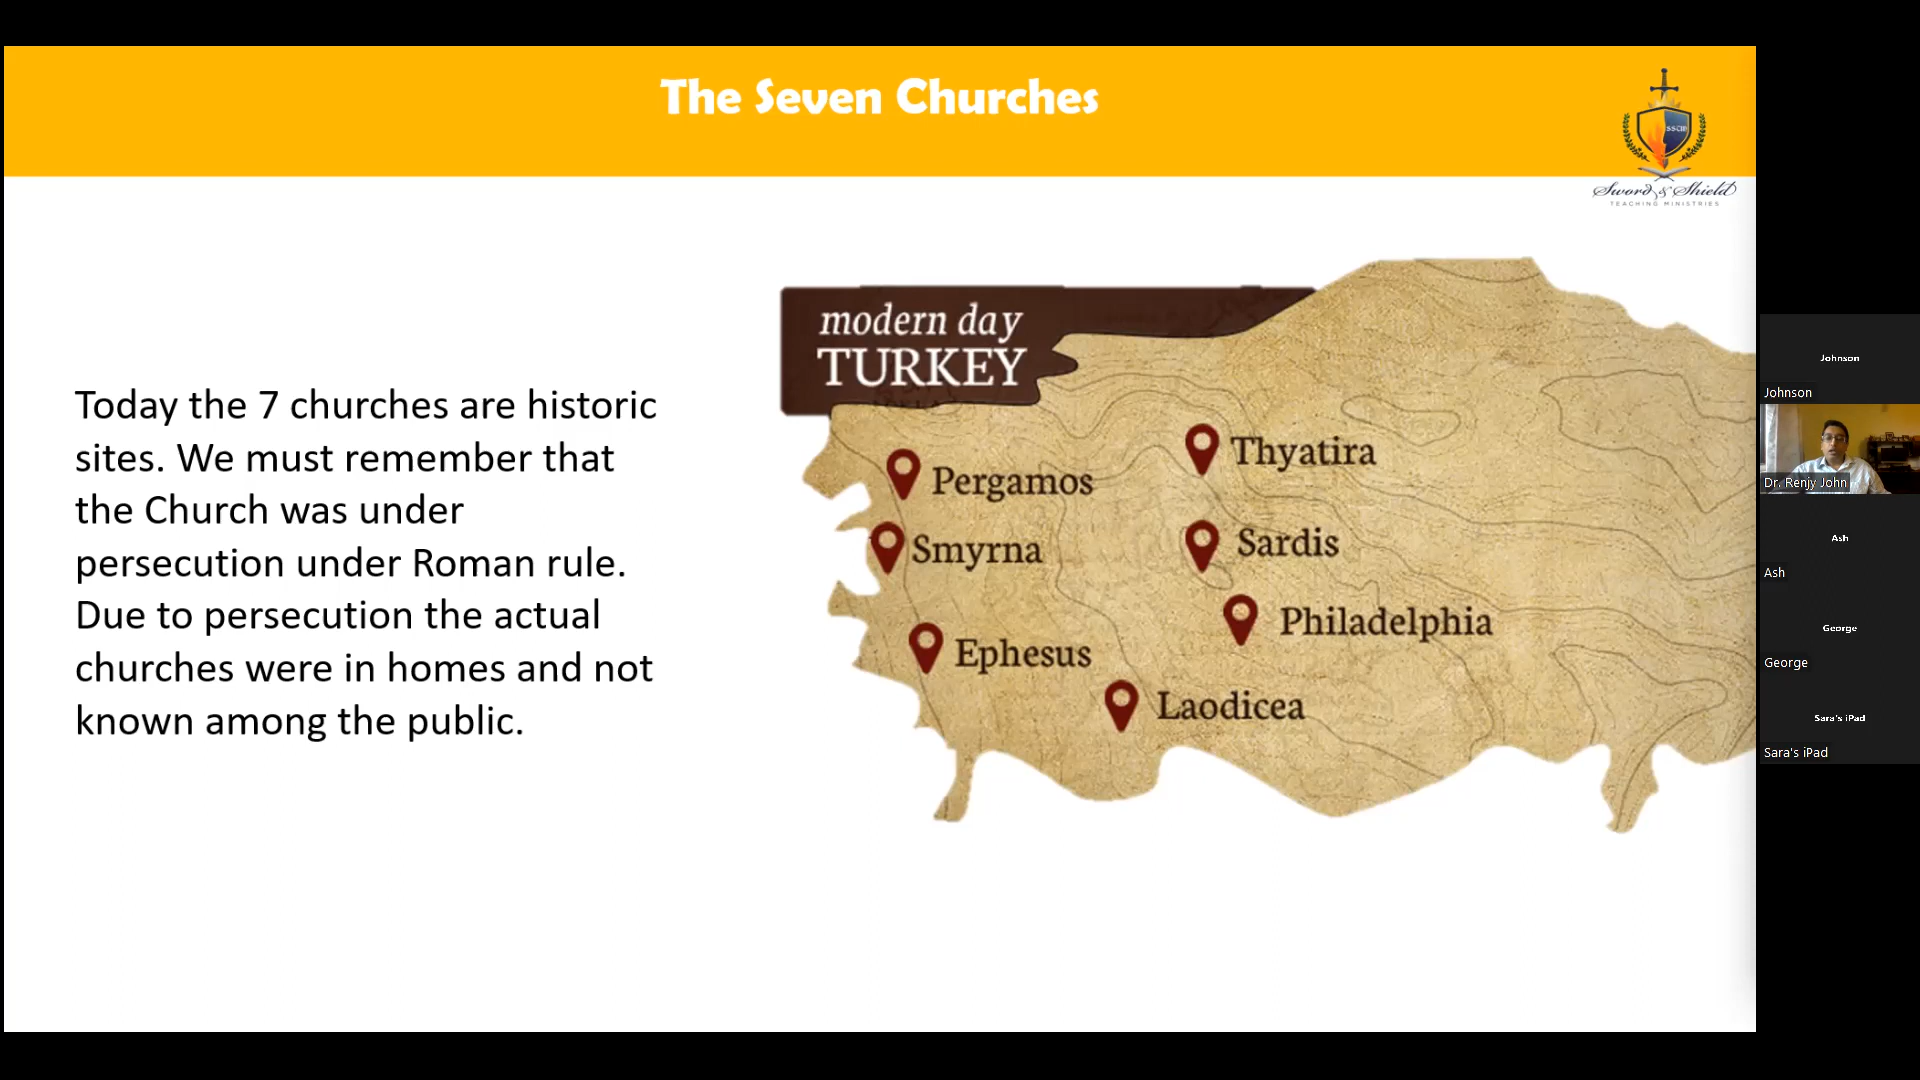 The Seven Churches
SSTM
Sword & Shield
TEACHING MINISTRIES
Today the 7 churches are historic
sites. We must remember that
the Church was under
persecution under Roman rule.
Due to persecution the actual
churches were in homes and not
known among the public.
modern day
TURKEY
Pergamos
Thyatira
Smyrna
Sardis
Philadelphia
Ephesus
Laodicea
Johnson
Johnson
Dr. Renjy John
Ash
Ash
George
George
Sara's iPad
Sara's iPad